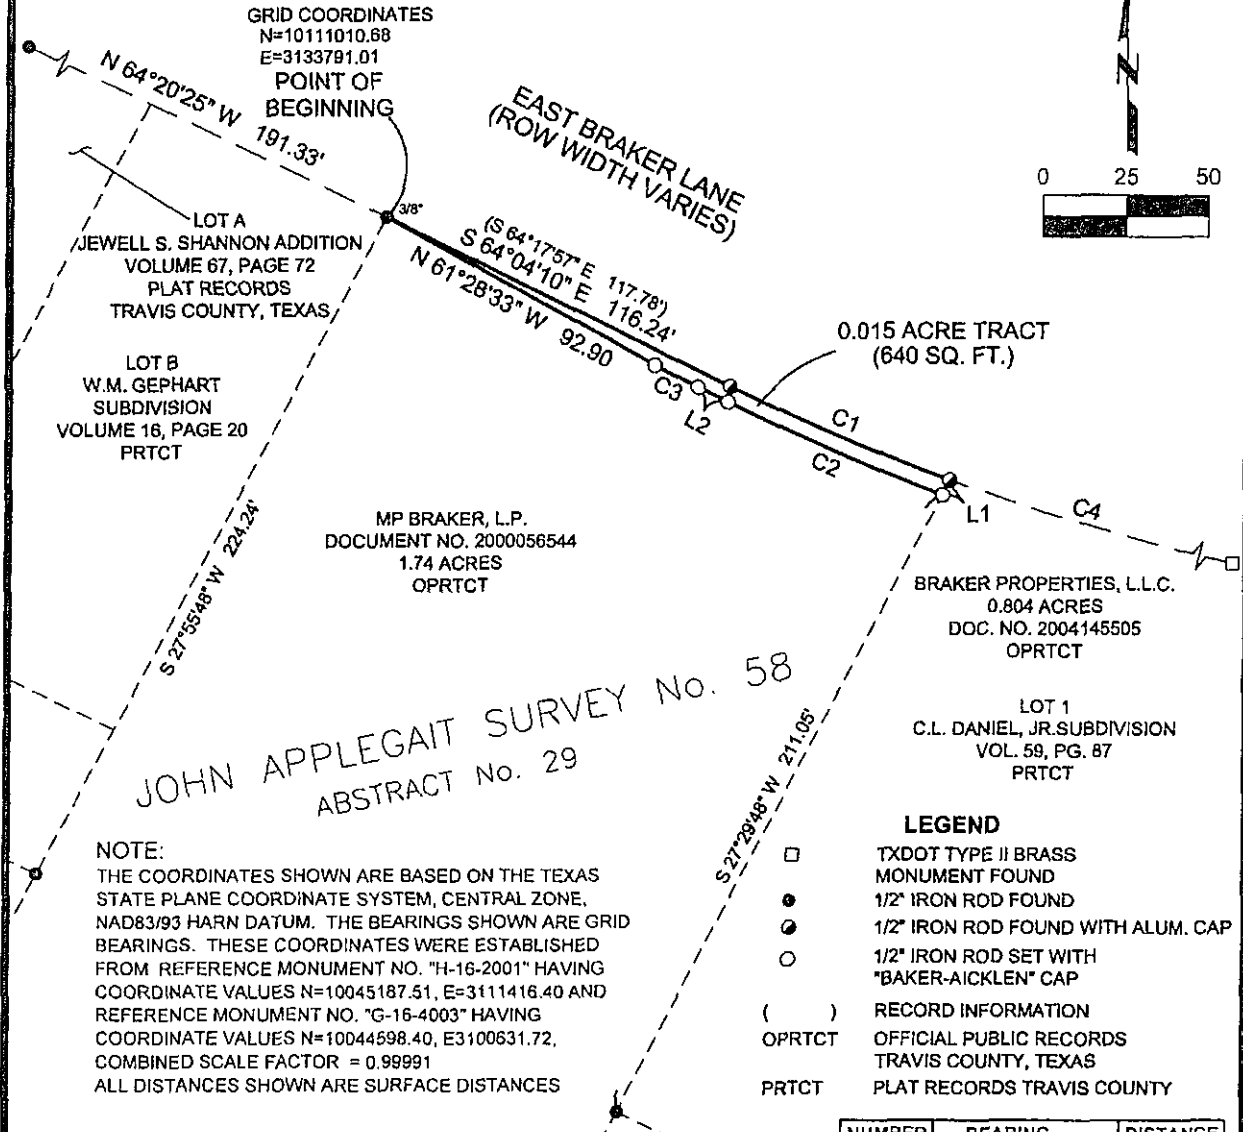 GRID COORDINATES
N=10111010.68
E=3133791.01
POINT OF
BEGINNING
N 64°20'25" W 191.33'
EAST BRAKER LANE
(ROW WIDTH VARIES)
N
0 25 50
3/8"
LOT A
JEWELL S. SHANNON ADDITION
VOLUME 67, PAGE 72
PLAT RECORDS
TRAVIS COUNTY, TEXAS
(S 64°17'57" E 117.78')
S 64°04'10" E 116.24'
N 61°28'33" W 92.90
0.015 ACRE TRACT
(640 SQ. FT.)
LOT B
W.M. GEPHART
SUBDIVISION
VOLUME 16, PAGE 20
PRTCT
C3
L2
C1
C2
L1
C4
S 27°55'48" W 224.24'
MP BRAKER, L.P.
DOCUMENT NO. 2000056544
1.74 ACRES
OPRTCT
BRAKER PROPERTIES, L.L.C.
0.804 ACRES
DOC. NO. 2004145505
OPRTCT
LOT 1
C.L. DANIEL, JR.SUBDIVISION
VOL. 59, PG. 87
PRTCT
JOHN APPLEGAIT SURVEY No. 58
ABSTRACT No. 29
S 27°29'48" W 211.05'
NOTE:
THE COORDINATES SHOWN ARE BASED ON THE TEXAS
STATE PLANE COORDINATE SYSTEM, CENTRAL ZONE,
NAD83/93 HARN DATUM. THE BEARINGS SHOWN ARE GRID
BEARINGS. THESE COORDINATES WERE ESTABLISHED
FROM REFERENCE MONUMENT NO. "H-16-2001" HAVING
COORDINATE VALUES N=10045187.51, E=3111416.40 AND
REFERENCE MONUMENT NO. "G-16-4003" HAVING
COORDINATE VALUES N=10044598.40, E3100631.72,
COMBINED SCALE FACTOR = 0.99991
ALL DISTANCES SHOWN ARE SURFACE DISTANCES
LEGEND
TXDOT TYPE II BRASS
MONUMENT FOUND
1/2" IRON ROD FOUND
1/2" IRON ROD FOUND WITH ALUM. CAP
1/2" IRON ROD SET WITH
"BAKER-AICKLEN" CAP
( ) RECORD INFORMATION
OPRTCT OFFICIAL PUBLIC RECORDS
TRAVIS COUNTY, TEXAS
PRTCT PLAT RECORDS TRAVIS COUNTY
NUMBER BEARING DISTANCE